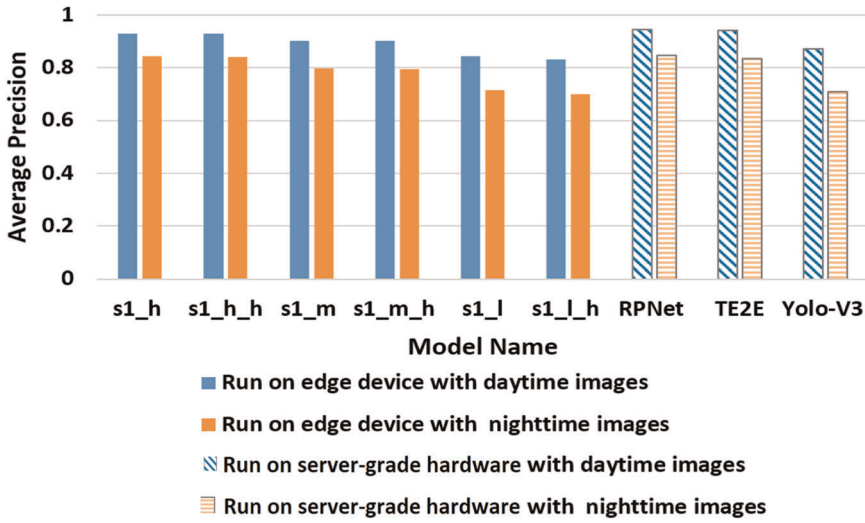 Average Precision
1
0.8
0.6
0.4
0.2
0
s1_h s1_h_h s1_m s1_m_h s1_l s1_l_h RPNet TE2E Yolo-V3
Model Name
Run on edge device with daytime images
Run on edge device with nighttime images
Run on server-grade hardware with daytime images
Run on server-grade hardware with nighttime images